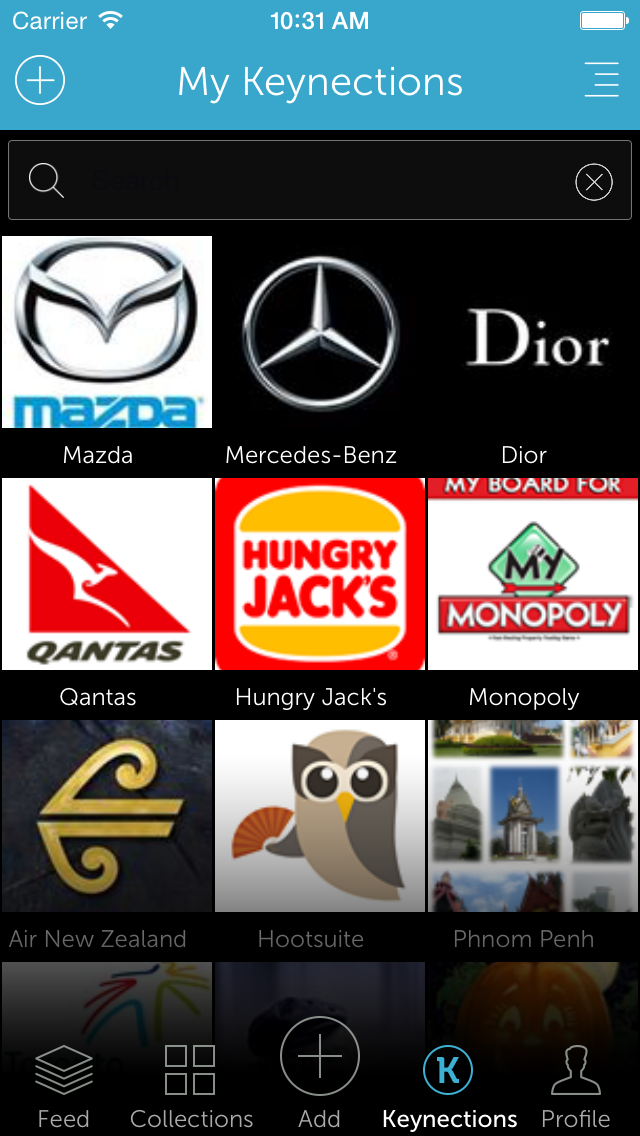 Carrier 10:31 AM
My Keynections
Search
mazda
Dior
Mazda
Mercedes-Benz
Dior
QANTAS
HUNGRY
JACK'S
®
MY BOARD FOR
MY
MONOPOLY
Qantas
Hungry Jack's
Monopoly
Air New Zealand
Hootsuite
Phnom Penh
Feed
Collections
Add
K
Keynections
Profile